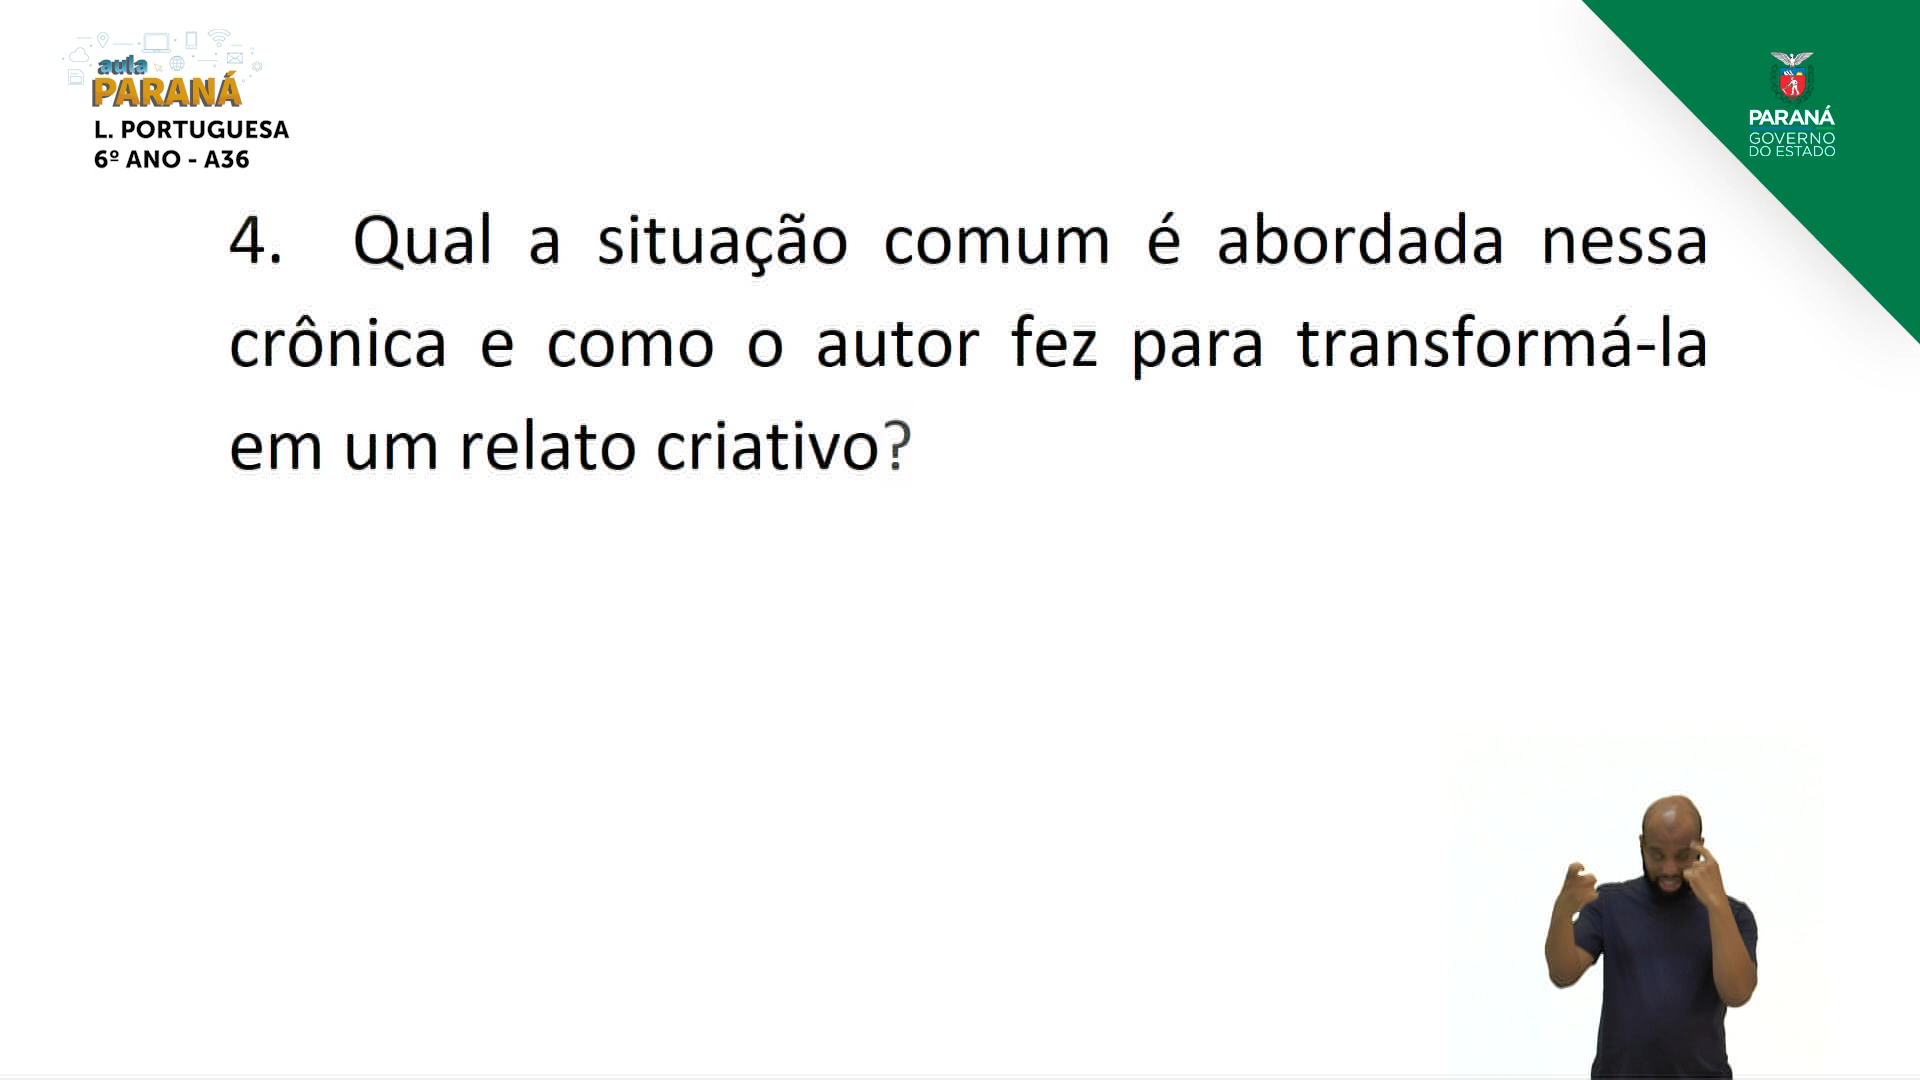 aula
PARANÁ
L. PORTUGUESA
6º ANO - A36
PARANÁ
GOVERNO
DO ESTADO
4. Qual a situação comum é abordada nessa
crônica e como o autor fez para transformá-la
em um relato criativo?